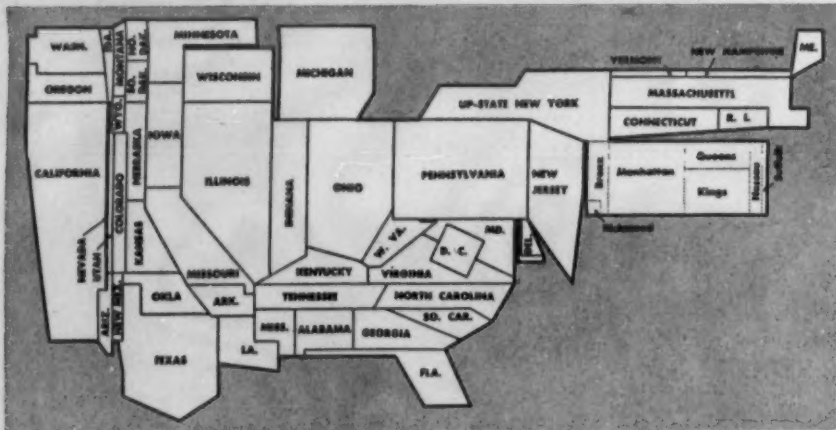 WASH.
OREGON
CALIFORNIA
NEVADA
UTAH
ARIZ.
IDA.
MONTANA
WYO.
COLORADO
NEW MEX.
NO. DAK.
SO. DAK.
NEBRASKA
KANSAS
OKLA
TEXAS
MINNESOTA
IOWA
MISSOURI
ARK.
LA.
WISCONSIN
ILLINOIS
MICHIGAN
INDIANA
OHIO
KENTUCKY
TENNESSEE
MISS.
ALABAMA
GEORGIA
FLA.
W. VA.
VIRGINIA
NORTH CAROLINA
SO. CAR.
D. C.
MD.
DEL.
PENNSYLVANIA
NEW JERSEY
UP-STATE NEW YORK
VERMONT
NEW HAMPSHIRE
ME.
MASSACHUSETTS
CONNECTICUT
R. I.
Bronx
Manhattan
Queens
Kings
Nassau
Suffolk
Richmond